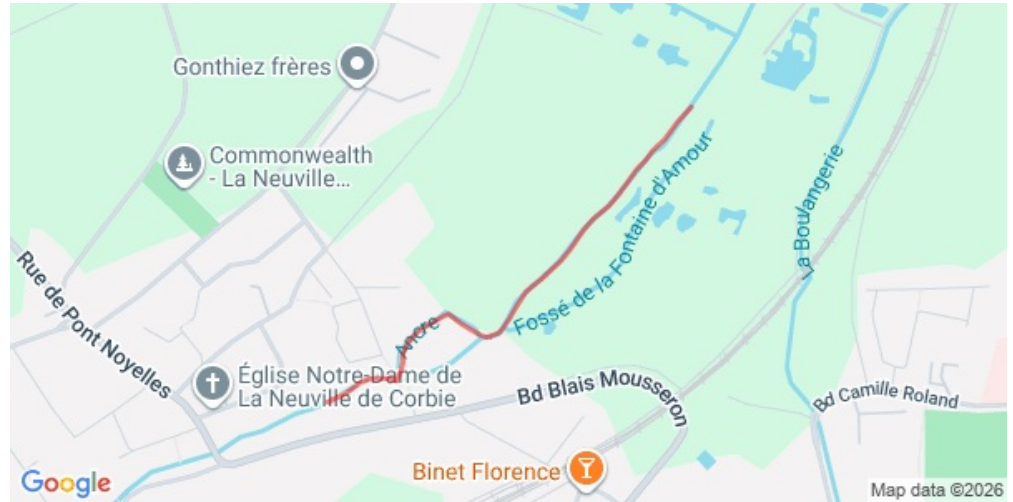 Gonthiez frères
Commonwealth
- La Neuville...
Rue de Pont Noyelles
Ancre
Fossé de la Fontaine d'Amour
La Boulangerie
Église Notre-Dame de
La Neuville de Corbie
Bd Blais Mousseron
Bd Camille Roland
Binet Florence
Google
Map data ©2026